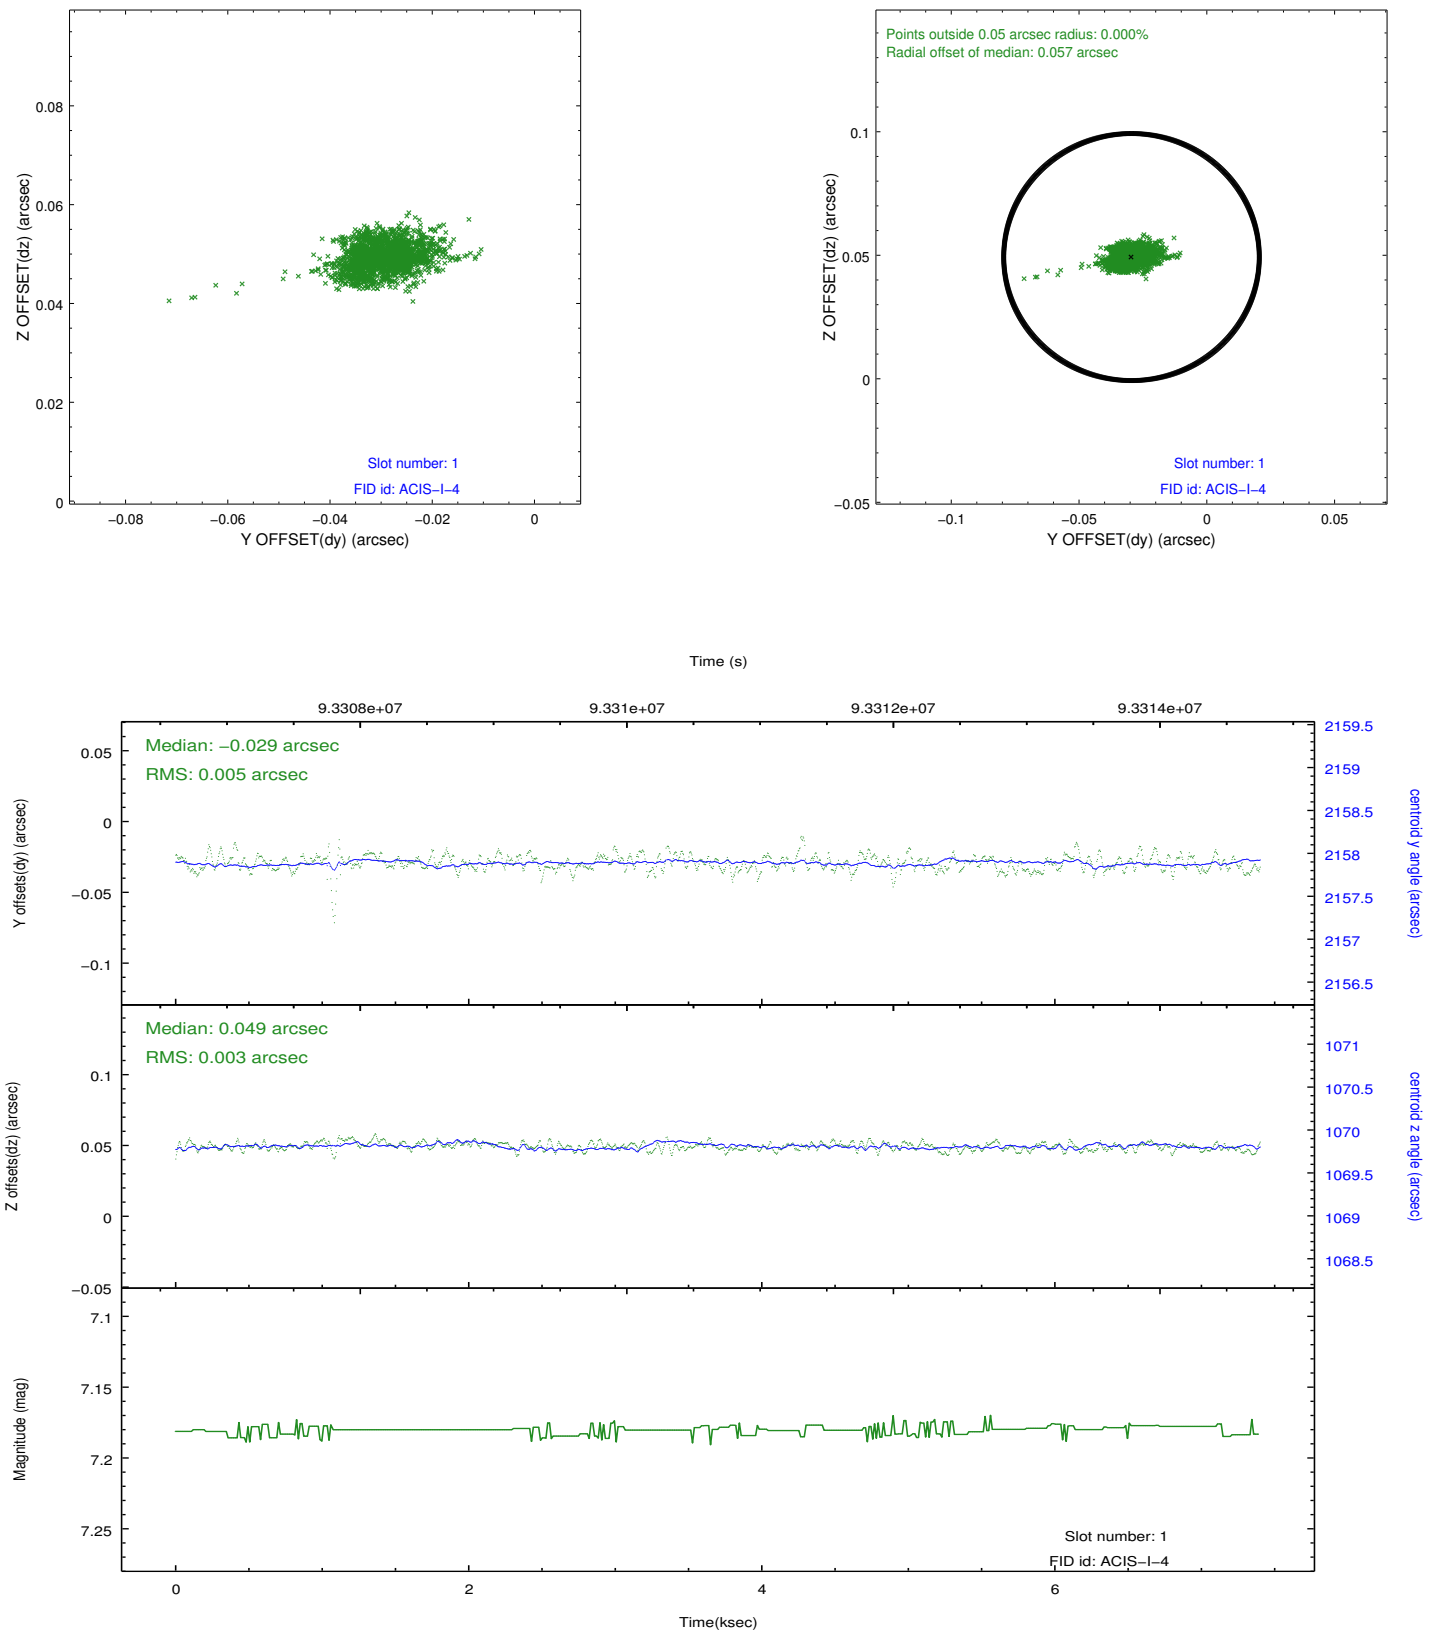 0.08
0.06
0.04
0.02
0
−0.08
−0.06
−0.04
−0.02
0
Z OFFSET(dz) (arcsec)
Y OFFSET(dy) (arcsec)
Slot number: 1
FID id: ACIS−I−4
Points outside 0.05 arcsec radius: 0.000%
Radial offset of median: 0.057 arcsec
0.1
0.05
0
−0.05
−0.1
−0.05
0
0.05
Z OFFSET(dz) (arcsec)
Y OFFSET(dy) (arcsec)
Slot number: 1
FID id: ACIS−I−4
Time (s)
9.3308e+07
9.331e+07
9.3312e+07
9.3314e+07
Median: −0.029 arcsec
RMS: 0.005 arcsec
0.05
0
−0.05
−0.1
Y offsets(dy) (arcsec)
2159.5
2159
2158.5
2158
2157.5
2157
2156.5
centroid y angle (arcsec)
Median: 0.049 arcsec
RMS: 0.003 arcsec
0.1
0.05
0
−0.05
Z offsets(dz) (arcsec)
1071
1070.5
1070
1069.5
1069
1068.5
centroid z angle (arcsec)
7.1
7.15
7.2
7.25
Magnitude (mag)
Slot number: 1
FID id: ACIS−I−4
0
2
4
6
Time(ksec)